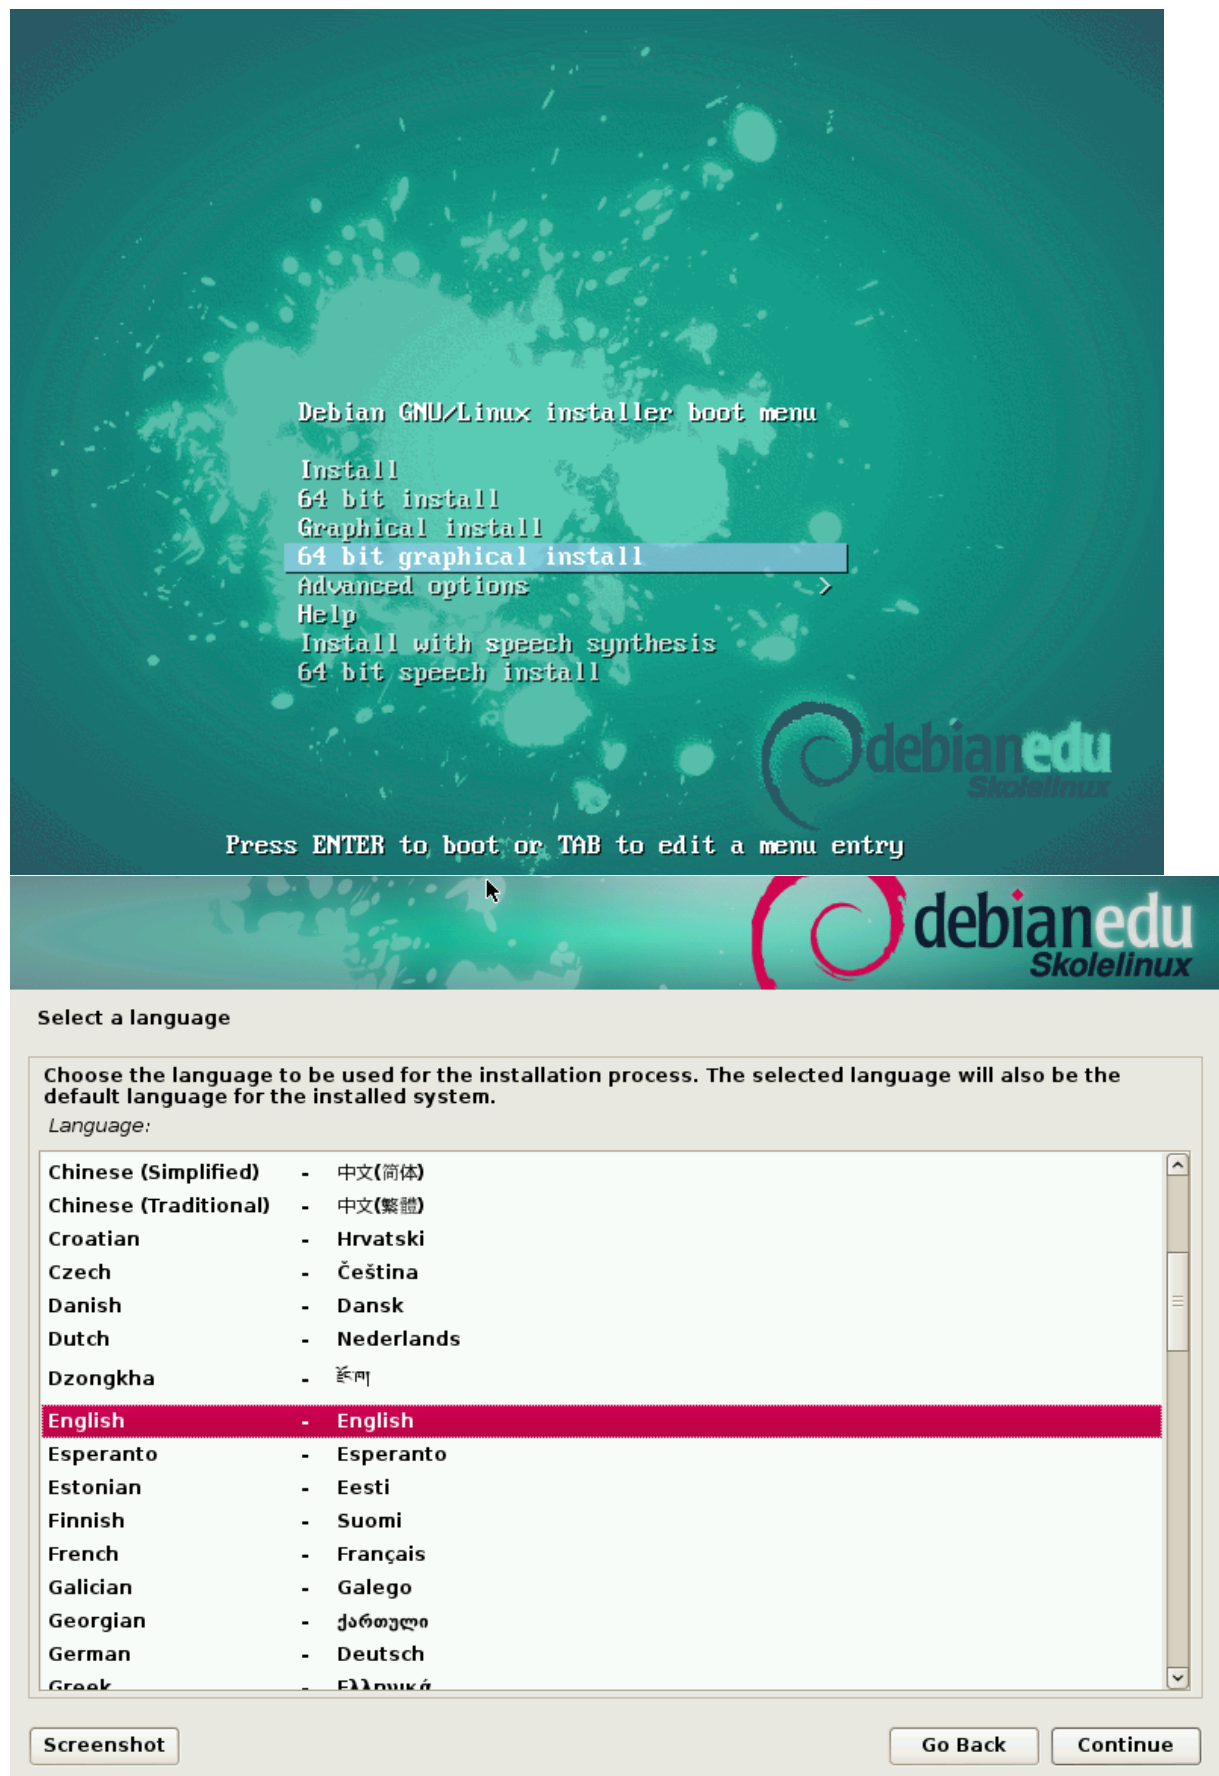 Debian GNU/Linux installer boot menu
Install
64 bit install
Graphical install
64 bit graphical install
Advanced options >
Help
Install with speech synthesis
64 bit speech install
debianedu
Skolelinux
Press ENTER to boot or TAB to edit a menu entry
debianedu
Skolelinux
Select a language
Choose the language to be used for the installation process. The selected language will also be the
default language for the installed system.
Language:
Chinese (Simplified) - 中文(简体)
Chinese (Traditional) - 中文(繁體)
Croatian - Hrvatski
Czech - Čeština
Danish - Dansk
Dutch - Nederlands
Dzongkha - རྫོང་ཁ།
English - English
Esperanto - Esperanto
Estonian - Eesti
Finnish - Suomi
French - Français
Galician - Galego
Georgian - ქართული
German - Deutsch
Greek - Ελληνικά
Screenshot Go Back Continue